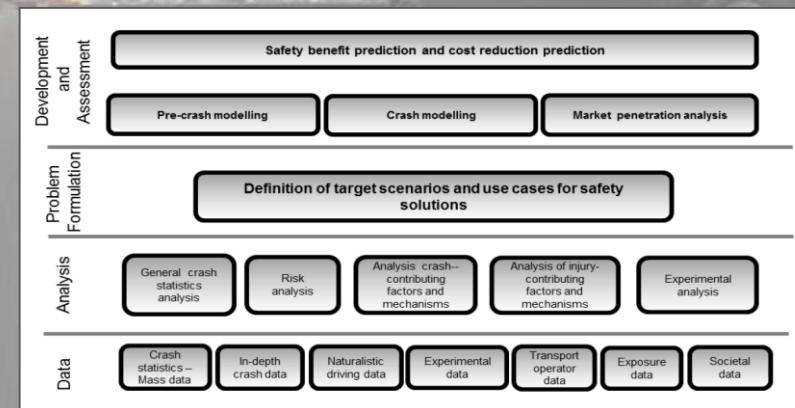 Development
and
Assessment
Safety benefit prediction and cost reduction prediction
Pre-crash modelling
Crash modelling
Market penetration analysis
Problem
Formulation
Definition of target scenarios and use cases for safety
solutions
Analysis
General crash
statistics
analysis
Risk
analysis
Analysis crash--
contributing
factors and
mechanisms
Analysis of injury-
contributing
factors and
mechanisms
Experimental
analysis
Data
Crash
statistics –
Mass data
In-depth
crash data
Naturalistic
driving data
Experimental
data
Transport
operator
data
Exposure
data
Societal
data